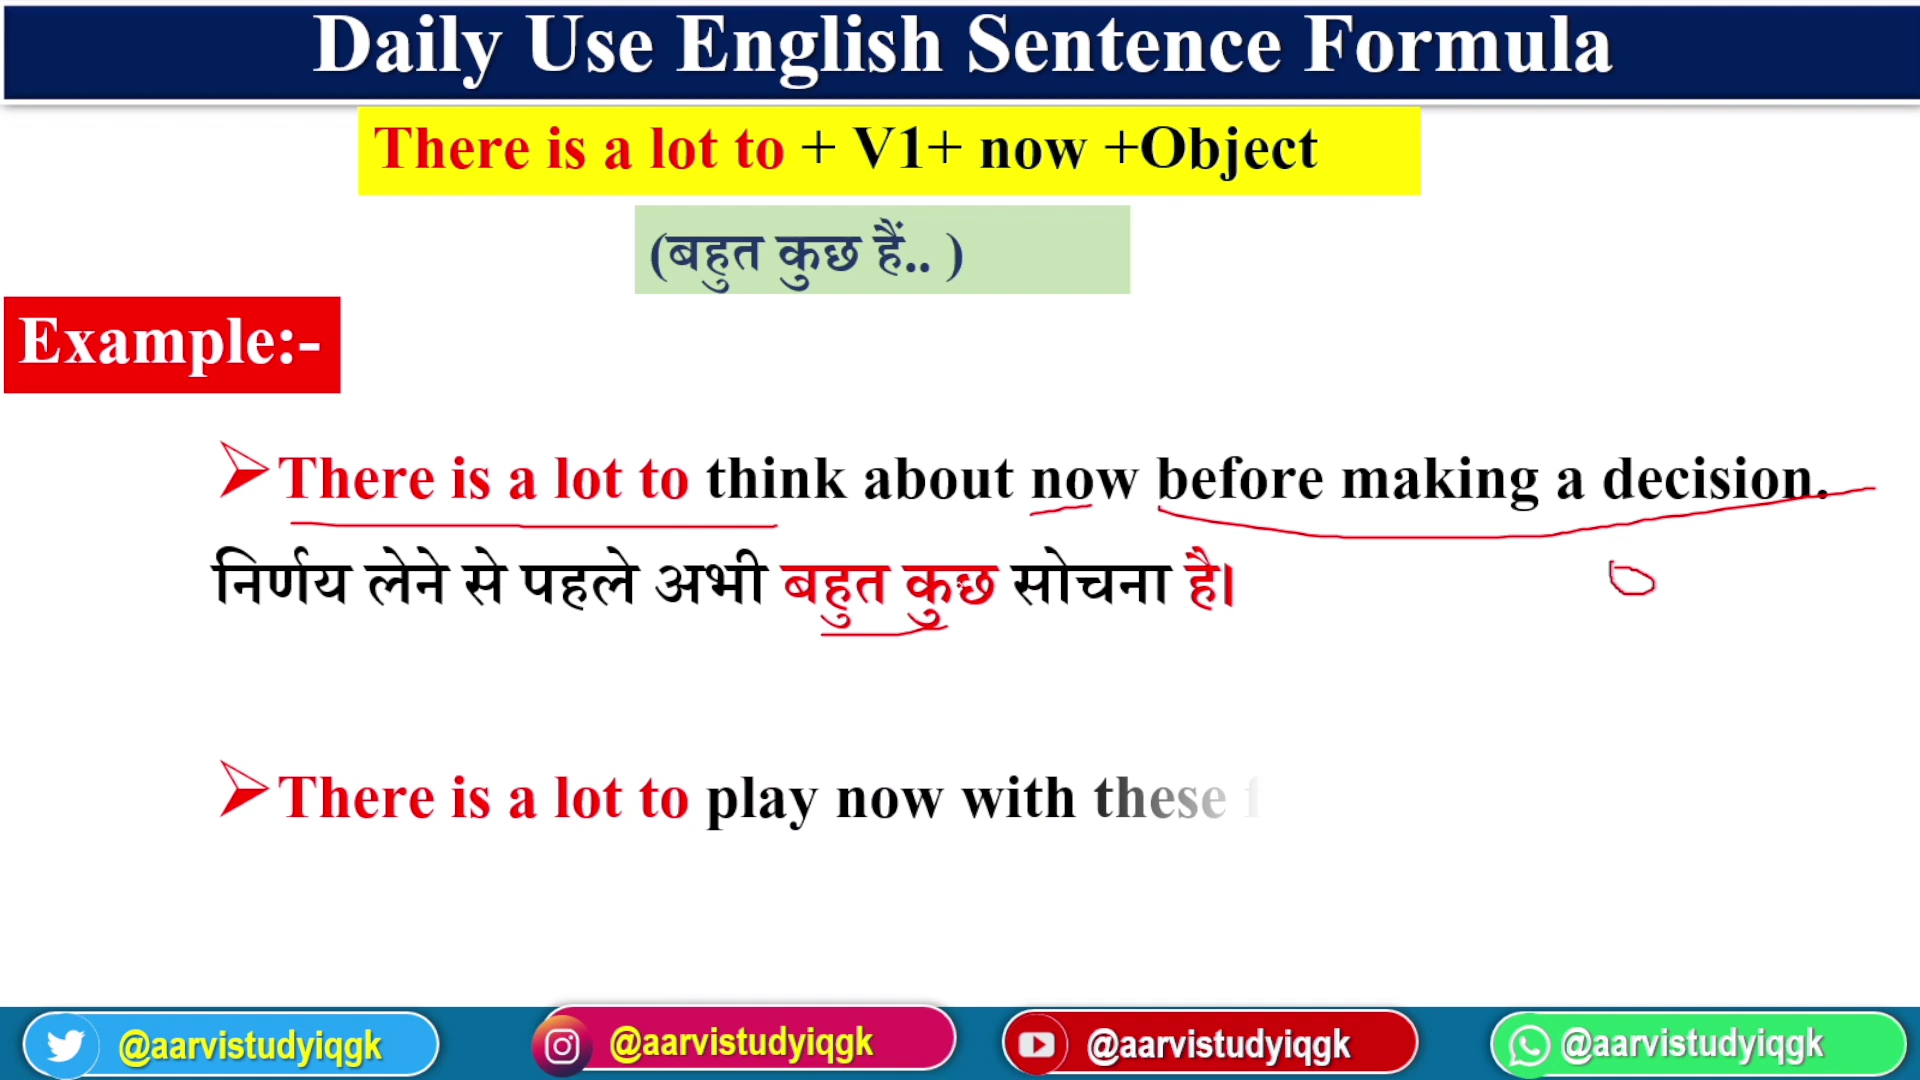 Daily Use English Sentence Formula
There is a lot to + V1+ now +Object
(बहुत कुछ हैं.. )
Example:-
There is a lot to think about now before making a decision.
निर्णय लेने से पहले अभी बहुत कुछ सोचना है।
There is a lot to play now with these
@aarvistudyiqgk
@aarvistudyiqgk
@aarvistudyiqgk
@aarvistudyiqgk